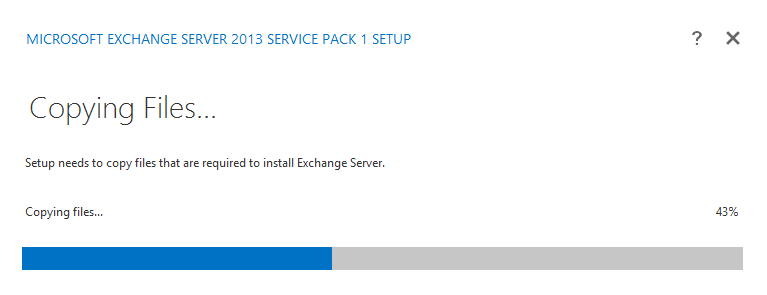 MICROSOFT EXCHANGE SERVER 2013 SERVICE PACK 1 SETUP ? ✕
Copying Files...
Setup needs to copy files that are required to install Exchange Server.
Copying files... 43%